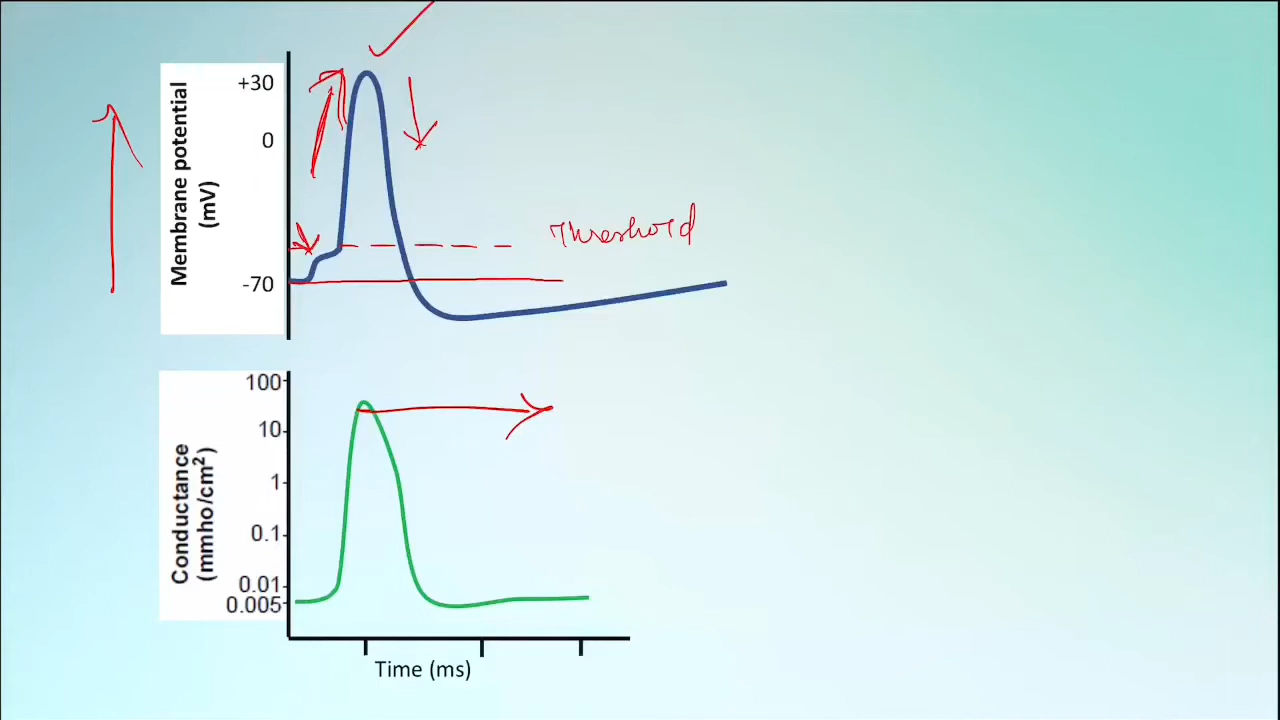 Membrane potential
(mV)
+30
0
-70
Threshold
Conductance
(mmho/cm²)
100
10
1
0.1
0.01
0.005
Time (ms)